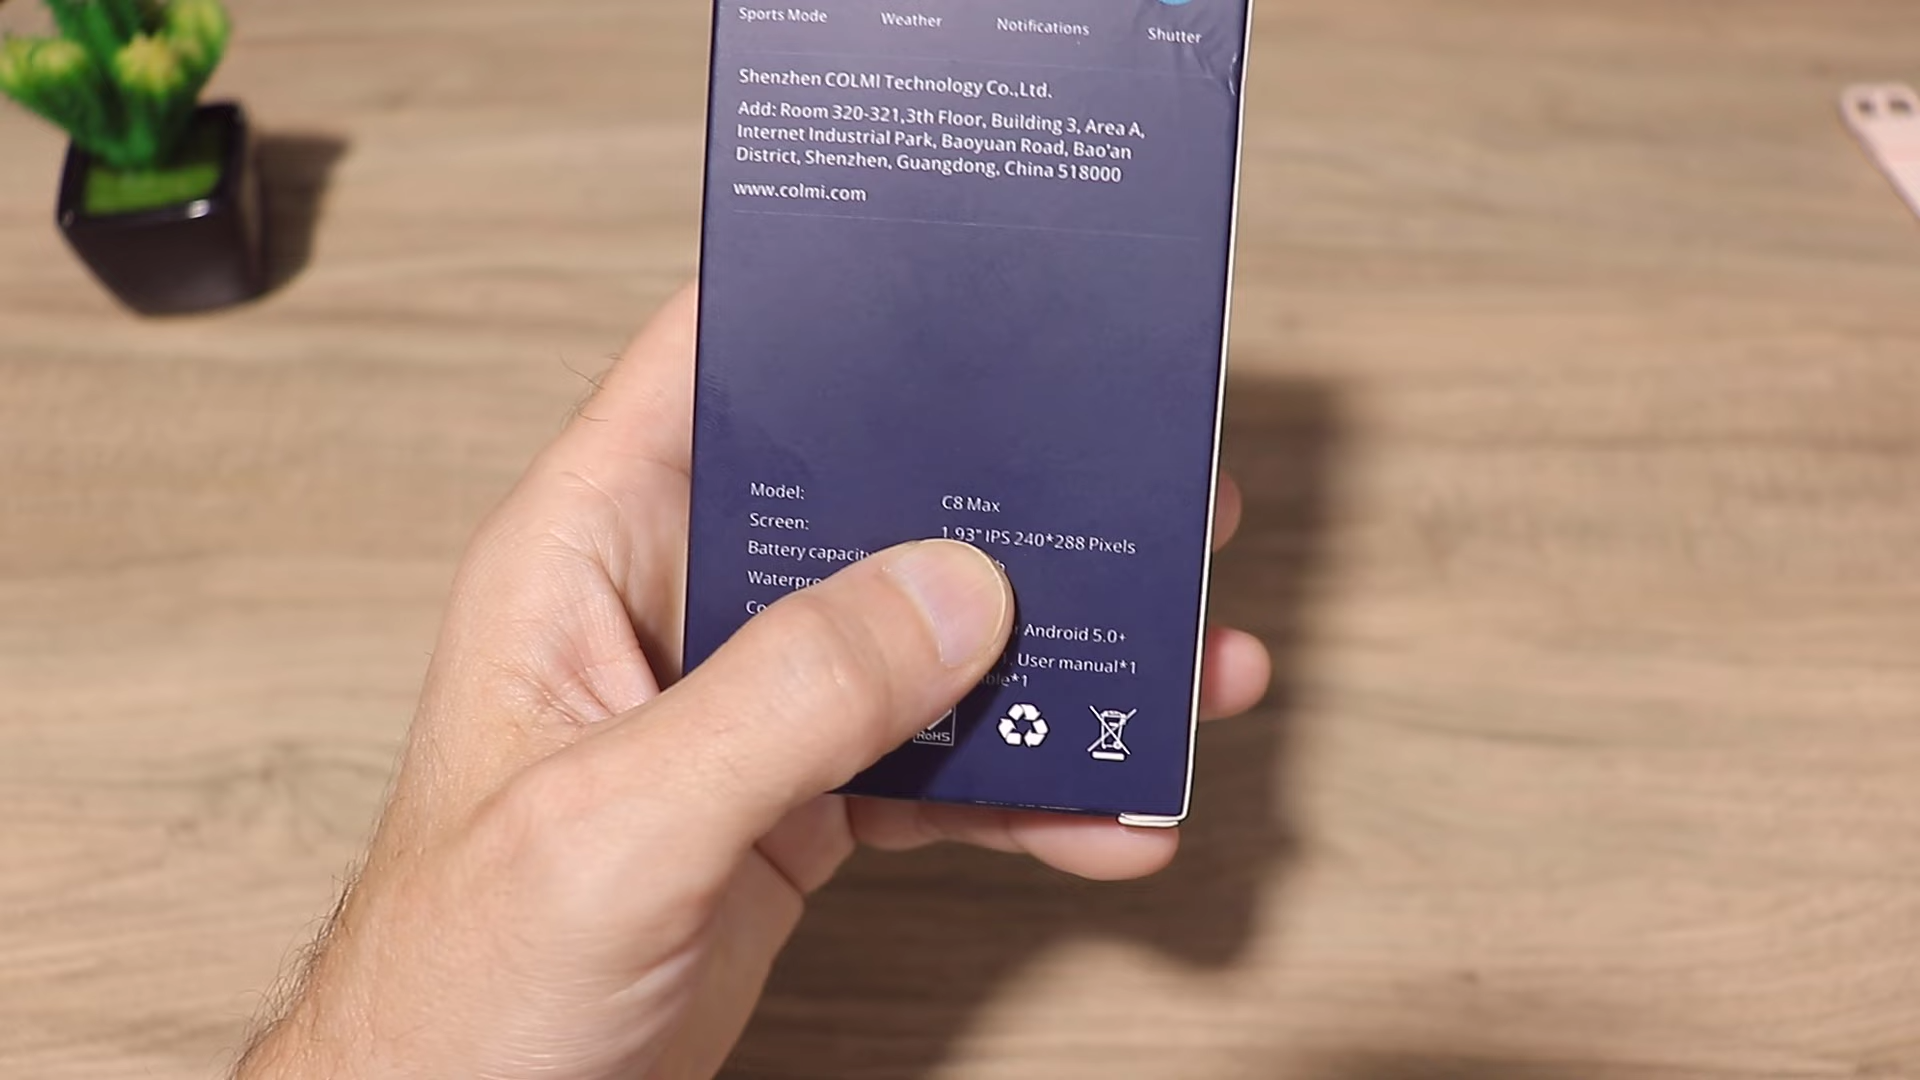 Sports Mode Weather Notifications Shutter
Shenzhen COLMI Technology Co.,Ltd.
Add: Room 320-321,3th Floor, Building 3, Area A,
Internet Industrial Park, Baoyuan Road, Bao'an
District, Shenzhen, Guangdong, China 518000
www.colmi.com
Model: C8 Max
Screen: 1.93" IPS 240*288 Pixels
Battery capacity
Android 5.0+
User manual*1
RoHS